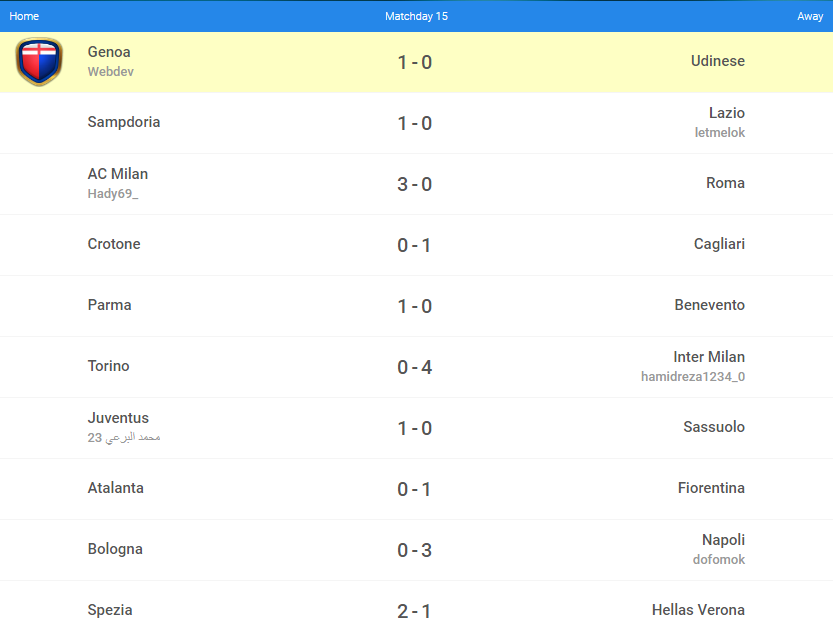 Home Matchday 15 Away
Genoa 1 - 0 Udinese
Webdev
Sampdoria 1 - 0 Lazio
letmelok
AC Milan 3 - 0 Roma
Hady69_
Crotone 0 - 1 Cagliari
Parma 1 - 0 Benevento
Torino 0 - 4 Inter Milan
hamidreza1234_0
Juventus 1 - 0 Sassuolo
محمد البرعي 23
Atalanta 0 - 1 Fiorentina
Bologna 0 - 3 Napoli
dofomok
Spezia 2 - 1 Hellas Verona